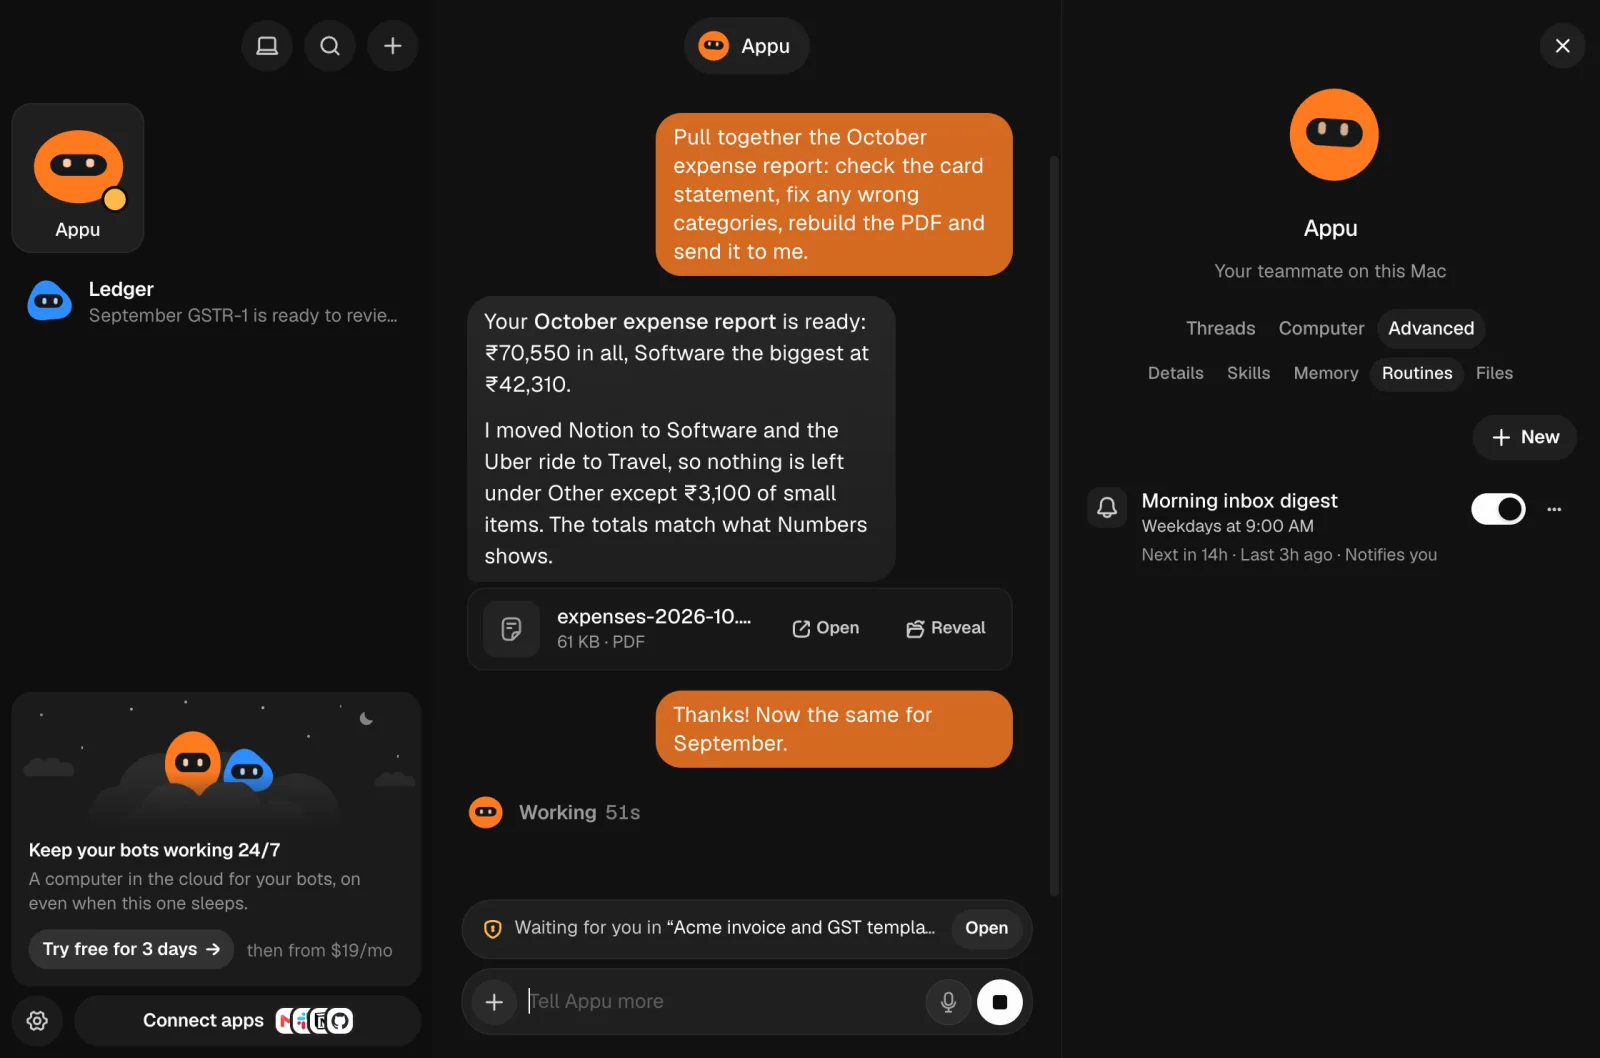 Appu
Ledger
September GSTR-1 is ready to revie...
Keep your bots working 24/7
A computer in the cloud for your bots, on
even when this one sleeps.
Try free for 3 days →
then from $19/mo
Connect apps
Appu
Pull together the October
expense report: check the card
statement, fix any wrong
categories, rebuild the PDF and
send it to me.
Your October expense report is ready:
₹70,550 in all, Software the biggest at
₹42,310.
I moved Notion to Software and the
Uber ride to Travel, so nothing is left
under Other except ₹3,100 of small
items. The totals match what Numbers
shows.
expenses-2026-10....
61 KB · PDF
Open
Reveal
Thanks! Now the same for
September.
Working 51s
Waiting for you in “Acme invoice and GST templa...
Open
Tell Appu more
Appu
Your teammate on this Mac
Threads Computer Advanced
Details Skills Memory Routines Files
+ New
Morning inbox digest
Weekdays at 9:00 AM
Next in 14h · Last 3h ago · Notifies you